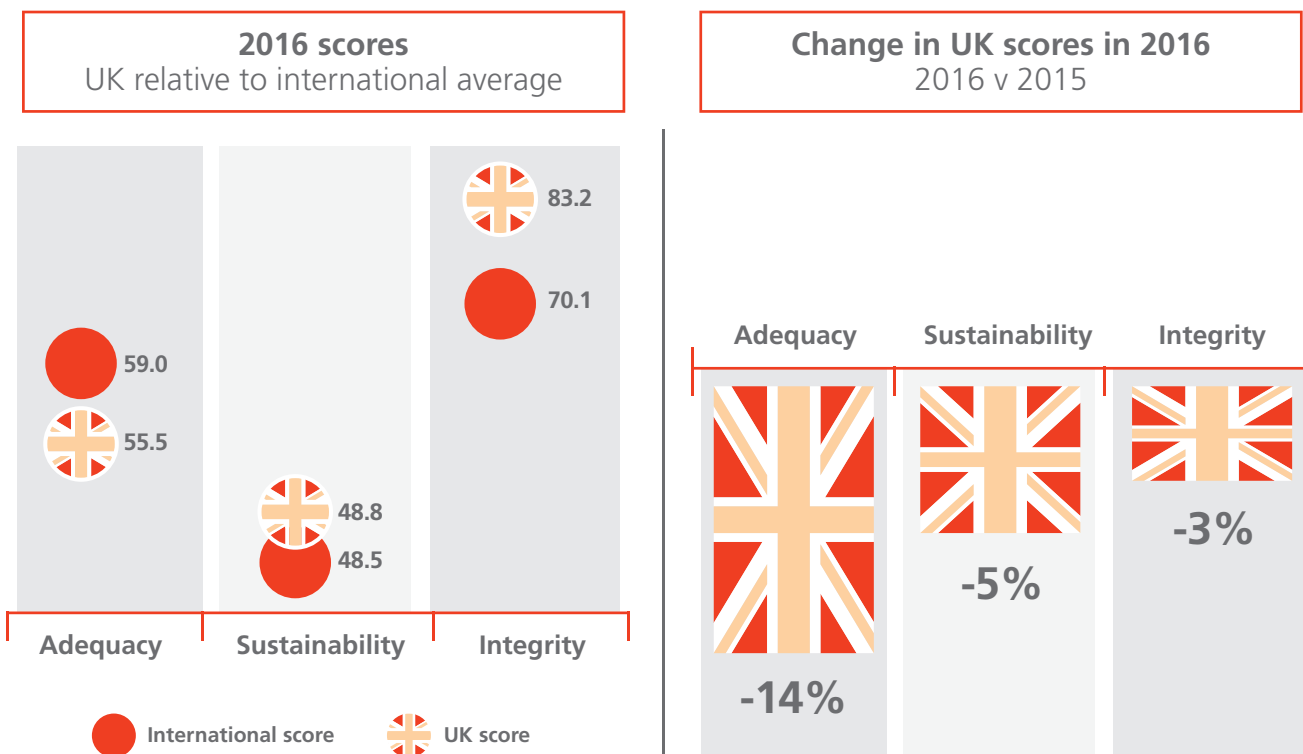 2016 scores
UK relative to international average
83.2
70.1
59.0
55.5
48.8
48.5
Adequacy Sustainability Integrity
International score UK score
Change in UK scores in 2016
2016 v 2015
Adequacy Sustainability Integrity
-3%
-5%
-14%